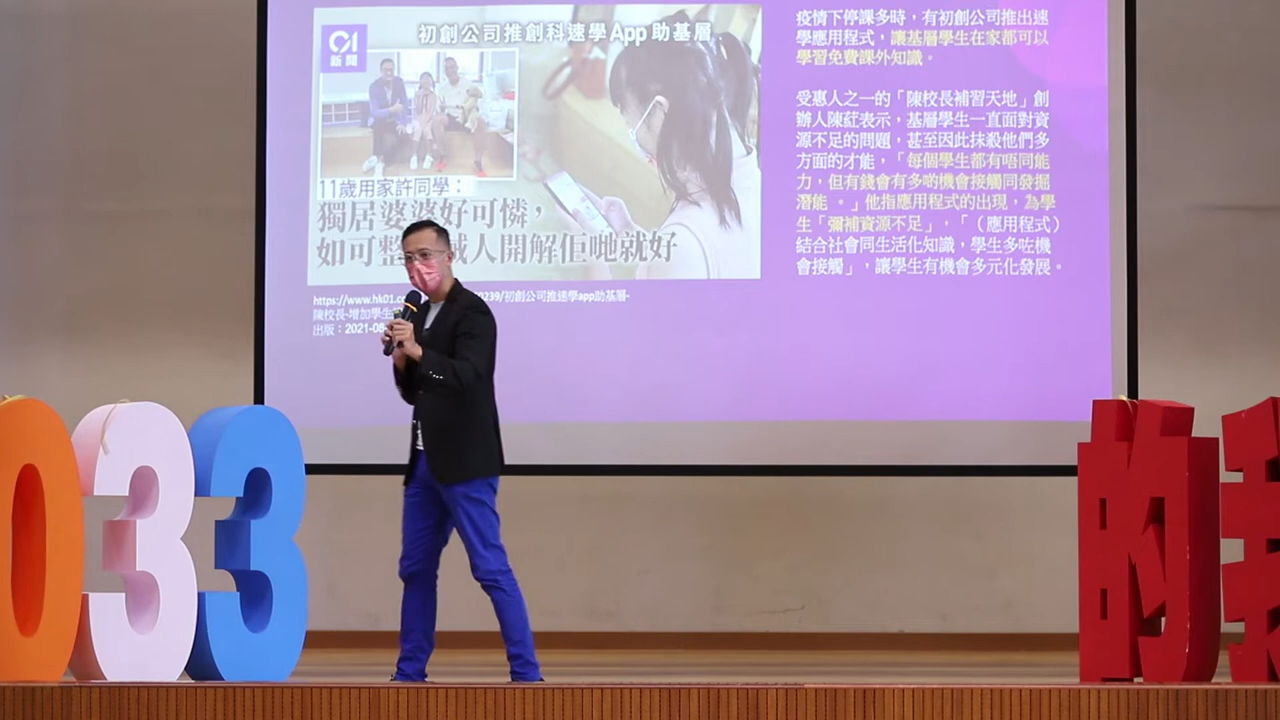 01
新聞
初創公司推創科速學App助基層
11歲用家許同學：
獨居婆婆好可憐，
如可整 人開解佢哋就好
https://www.hk01.co 0239/初創公司推速學app助基層-
陳校長-增加學生
出版：2021-08-
疫情下停課多時，有初創公司推出速
學應用程式，讓基層學生在家都可以
學習免費課外知識。
受惠人之一的「陳校長補習天地」創
辦人陳葒表示，基層學生一直面對資
源不足的問題，甚至因此抹殺他們多
方面的才能，「每個學生都有唔同能
力，但有錢會有多啲機會接觸同發掘
潛能 。」他指應用程式的出現，為學
生「彌補資源不足」，「（應用程式）
結合社會同生活化知識，學生多咗機
會接觸」，讓學生有機會多元化發展。
033
的我